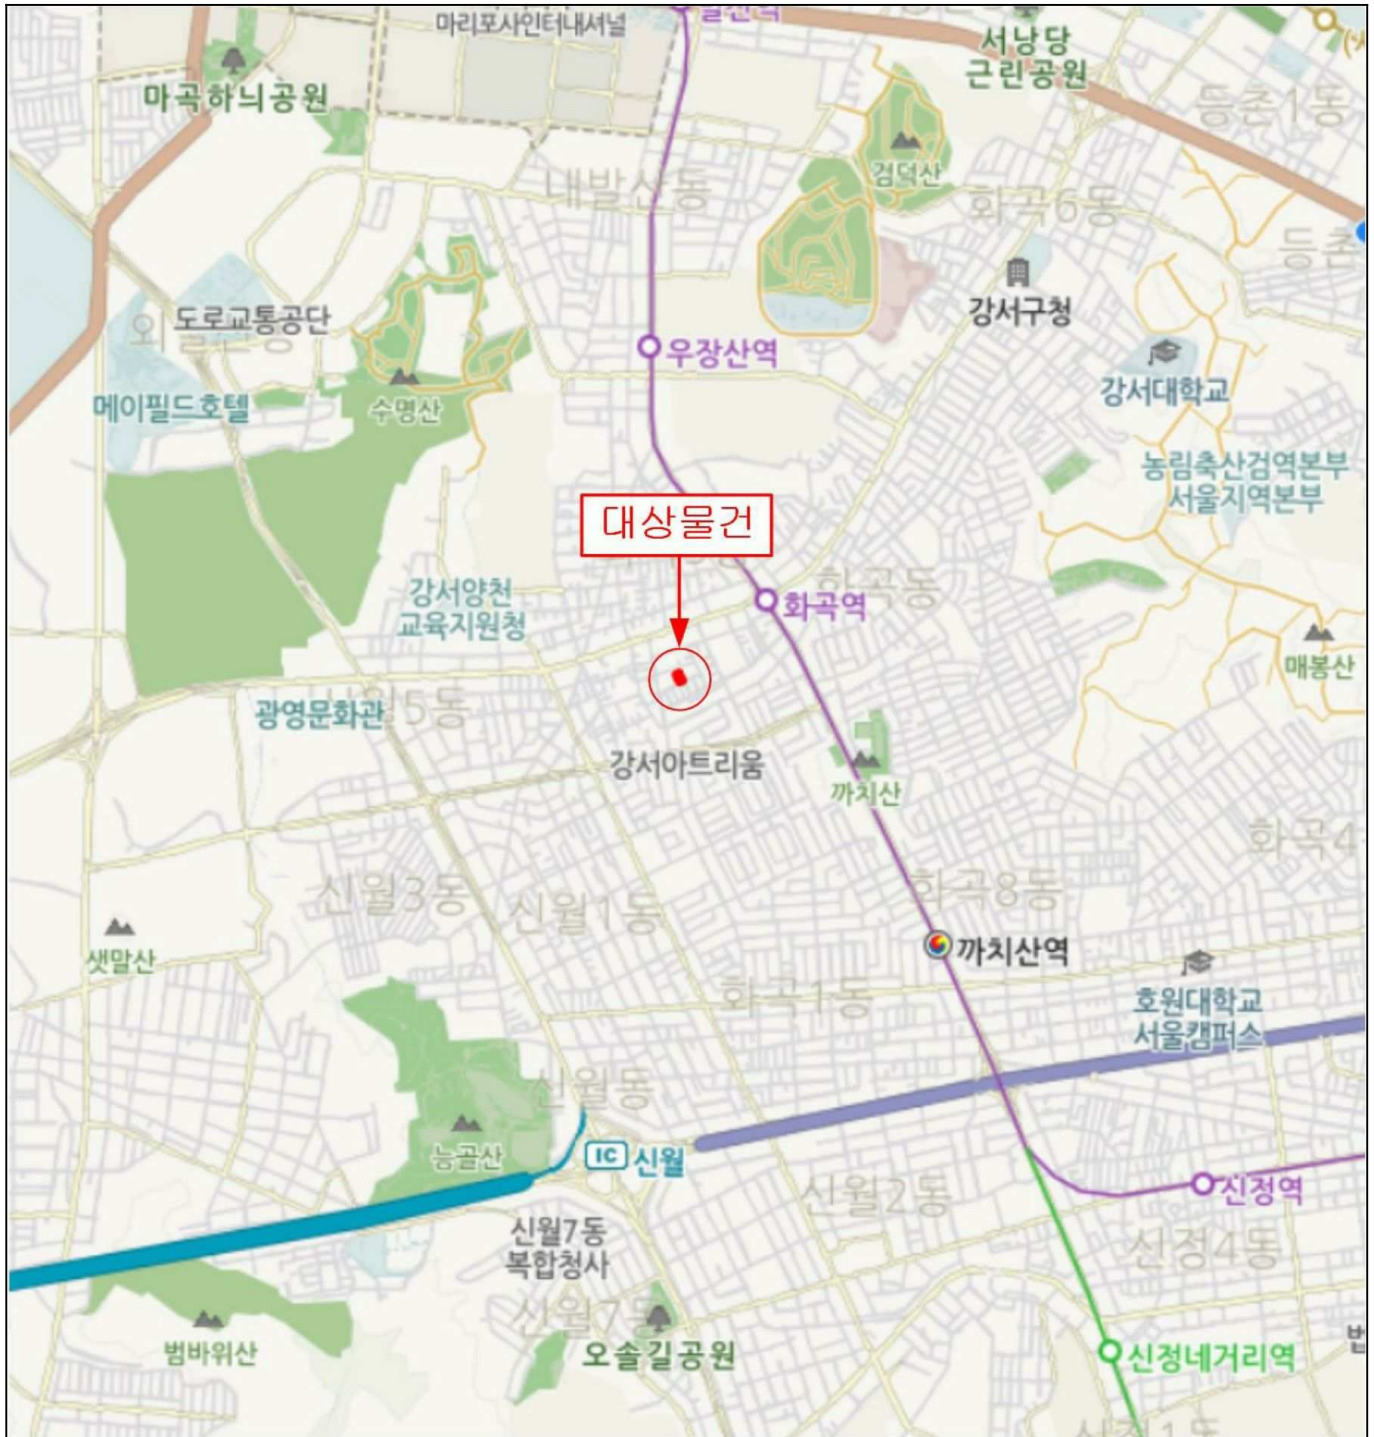 마리포사인터내셔널
발산역
서낭당
근린공원
마곡하늬공원
등촌1동
검덕산
내발산동
화곡6동
등촌
강서구청
도로교통공단
우장산역
강서대학교
메이필드호텔
수명산
농림축산검역본부
서울지역본부
대상물건
화곡동
강서양천
교육지원청
화곡역
매봉산
광영문화관
신월5동
강서아트리움
까치산
화곡4
신월3동
신월1동
화곡8동
까치산역
샛말산
화곡1동
호원대학교
서울캠퍼스
신월동
능골산
IC 신월
신월2동
신정역
신월7동
복합청사
신정4동
신월7동
범바위산
오솔길공원
신정네거리역
법
신정1동